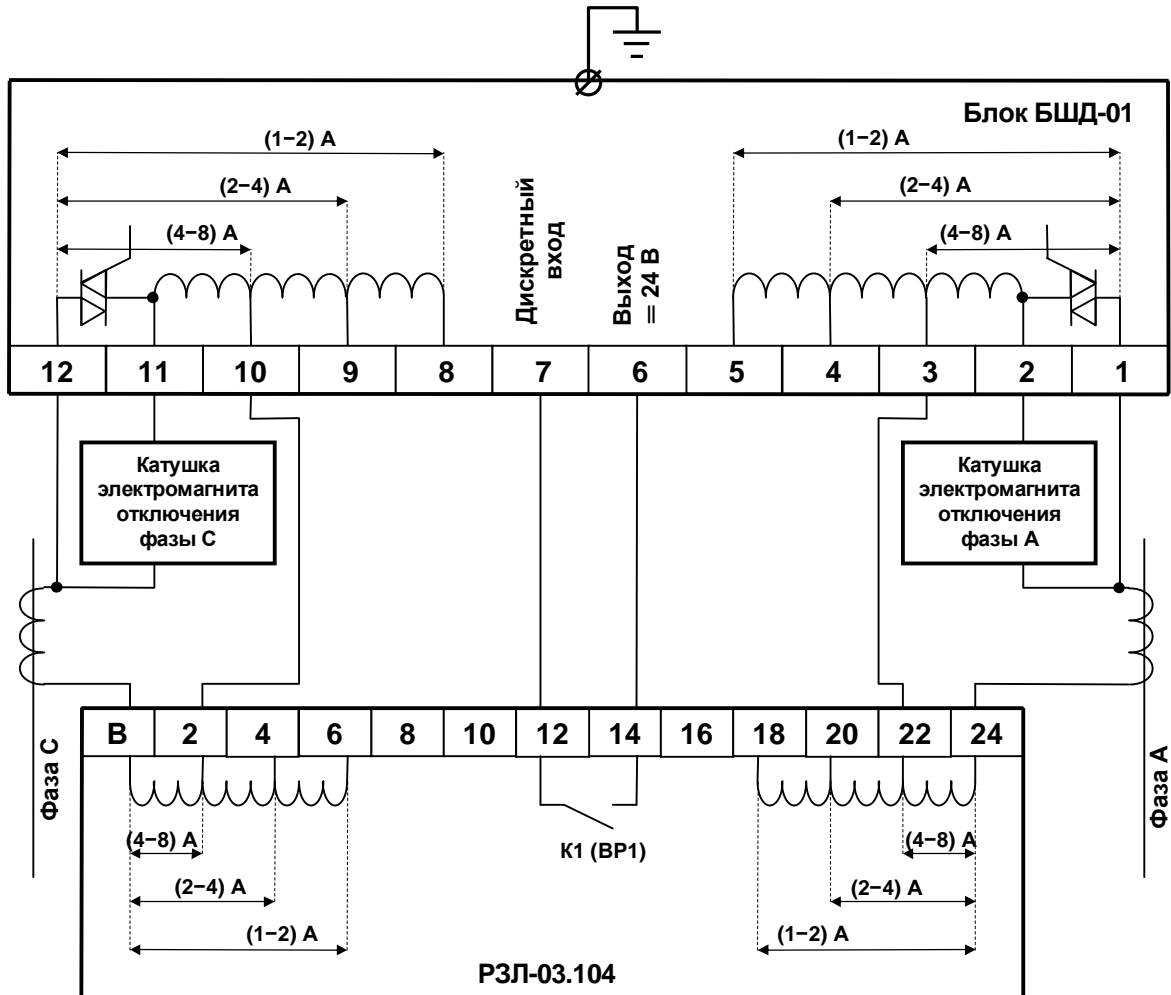 Блок БШД-01
(1−2) А
(1−2) А
(2−4) А
(2−4) А
(4−8) А
(4−8) А
Дискретный
вход
Выход
= 24 В
12 11 10 9 8 7 6 5 4 3 2 1
Катушка
электромагнита
отключения
фазы С
Катушка
электромагнита
отключения
фазы А
Фаза С
Фаза А
В 2 4 6 8 10 12 14 16 18 20 22 24
К1 (ВР1)
(4−8) А
(4−8) А
(2−4) А
(2−4) А
(1−2) А
(1−2) А
РЗЛ-03.104